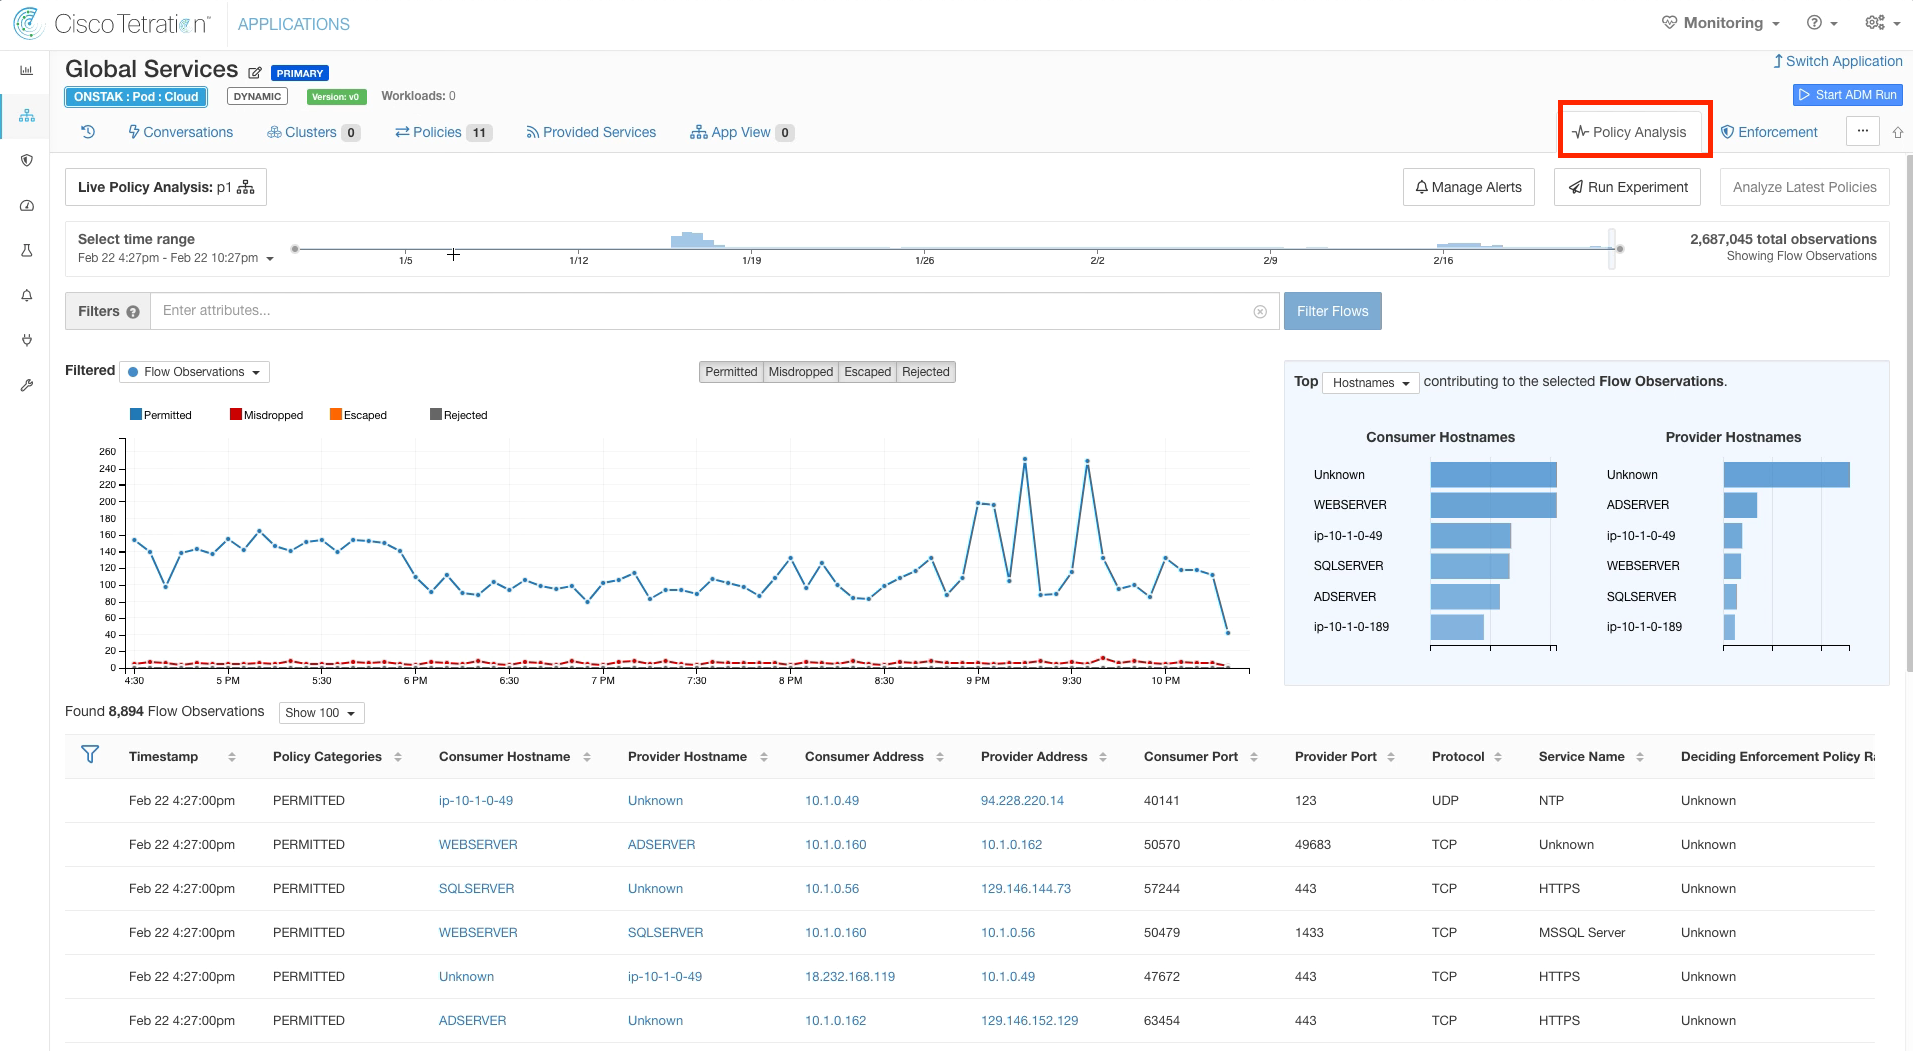 Cisco Tetration™ APPLICATIONS Monitoring
Global Services PRIMARY Switch Application
ONSTAK : Pod : Cloud DYNAMIC Version: v0 Workloads: 0 Start ADM Run
Conversations Clusters 0 Policies 11 Provided Services App View 0 Policy Analysis Enforcement ...
Live Policy Analysis: p1 Manage Alerts Run Experiment Analyze Latest Policies
Select time range 2,687,045 total observations
Feb 22 4:27pm - Feb 22 10:27pm Showing Flow Observations
1/5 1/12 1/19 1/26 2/2 2/9 2/16
Filters ? Enter attributes... Filter Flows
Filtered Flow Observations Permitted Misdropped Escaped Rejected
Permitted Misdropped Escaped Rejected
260
240
220
200
180
160
140
120
100
80
60
40
20
0
4:30 5 PM 5:30 6 PM 6:30 7 PM 7:30 8 PM 8:30 9 PM 9:30 10 PM
Top Hostnames contributing to the selected Flow Observations.
Consumer Hostnames Provider Hostnames
Unknown Unknown
WEBSERVER ADSERVER
ip-10-1-0-49 ip-10-1-0-49
SQLSERVER WEBSERVER
ADSERVER SQLSERVER
ip-10-1-0-189 ip-10-1-0-189
Found 8,894 Flow Observations Show 100
Timestamp Policy Categories Consumer Hostname Provider Hostname Consumer Address Provider Address Consumer Port Provider Port Protocol Service Name Deciding Enforcement Policy Ra
Feb 22 4:27:00pm PERMITTED ip-10-1-0-49 Unknown 10.1.0.49 94.228.220.14 40141 123 UDP NTP Unknown
Feb 22 4:27:00pm PERMITTED WEBSERVER ADSERVER 10.1.0.160 10.1.0.162 50570 49683 TCP Unknown Unknown
Feb 22 4:27:00pm PERMITTED SQLSERVER Unknown 10.1.0.56 129.146.144.73 57244 443 TCP HTTPS Unknown
Feb 22 4:27:00pm PERMITTED WEBSERVER SQLSERVER 10.1.0.160 10.1.0.56 50479 1433 TCP MSSQL Server Unknown
Feb 22 4:27:00pm PERMITTED Unknown ip-10-1-0-49 18.232.168.119 10.1.0.49 47672 443 TCP HTTPS Unknown
Feb 22 4:27:00pm PERMITTED ADSERVER Unknown 10.1.0.162 129.146.152.129 63454 443 TCP HTTPS Unknown